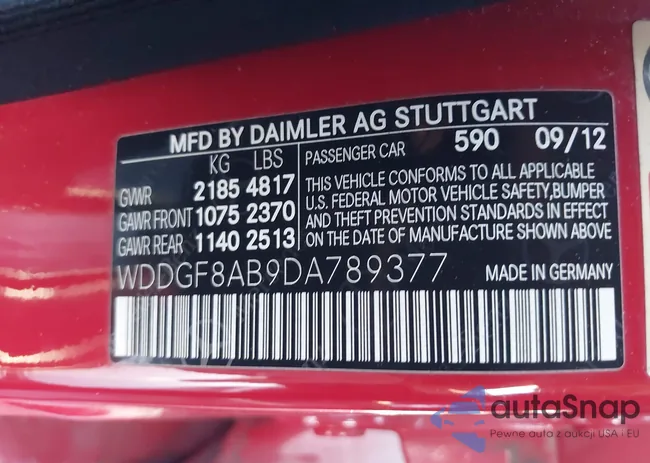 MFD BY DAIMLER AG STUTTGART
KG LBS PASSENGER CAR 590 09/12
GVWR 2185 4817
GAWR FRONT 1075 2370
GAWR REAR 1140 2513
THIS VEHICLE CONFORMS TO ALL APPLICABLE
U.S. FEDERAL MOTOR VEHICLE SAFETY,BUMPER
AND THEFT PREVENTION STANDARDS IN EFFECT
ON THE DATE OF MANUFACTURE SHOWN ABOVE
WDDGF8AB9DA789377 MADE IN GERMANY
autaSnap
Pewne auta z aukcji USA i EU